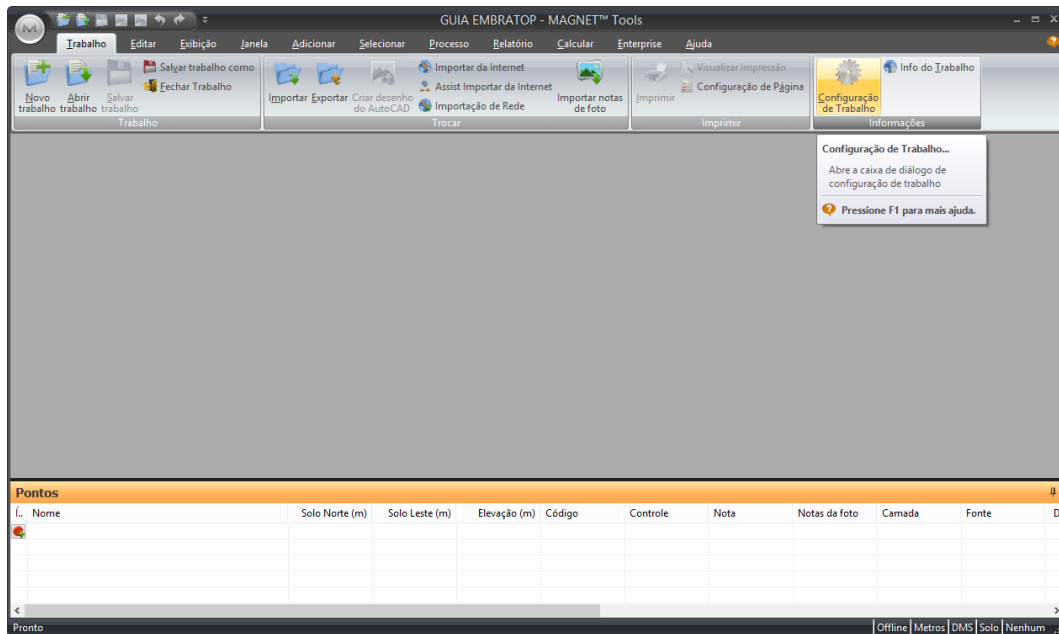 GUIA EMBRATOP - MAGNET™ Tools
Trabalho Editar Exibição Janela Adicionar Selecionar Processo Relatório Calcular Enterprise Ajuda
Novo trabalho
Abrir trabalho
Salvar trabalho
Salvar trabalho como
Fechar Trabalho
Trabalho
Importar
Exportar
Criar desenho do AutoCAD
Importar da Internet
Assist Importar da Internet
Importação de Rede
Importar notas de foto
Trocar
Imprimir
Visualizar Impressão
Configuração de Página
Imprimir
Configuração de Trabalho
Info do Trabalho
Informações
Configuração de Trabalho...
Abre a caixa de diálogo de
configuração de trabalho
Pressione F1 para mais ajuda.
Pontos
Í.. Nome Solo Norte (m) Solo Leste (m) Elevação (m) Código Controle Nota Notas da foto Camada Fonte D
Pronto Offline Metros DMS Solo Nenhum